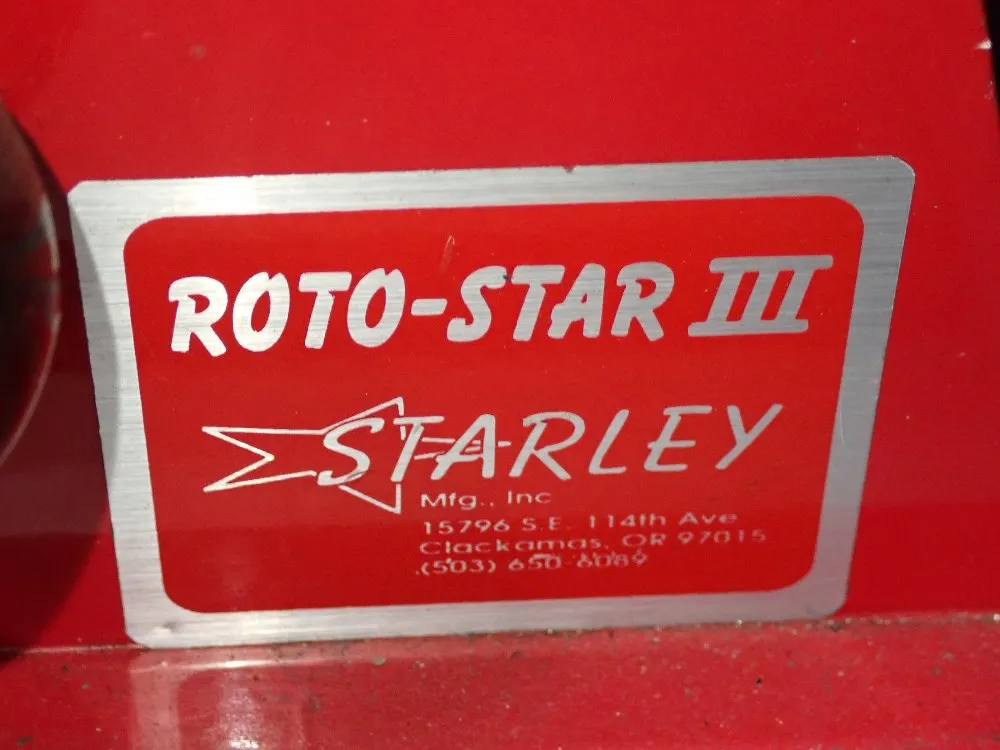 ROTO-STAR III
STARLEY
Mfg., Inc
15796 S.E. 114th Ave
Clackamas, OR 97015
(503) 650-6089